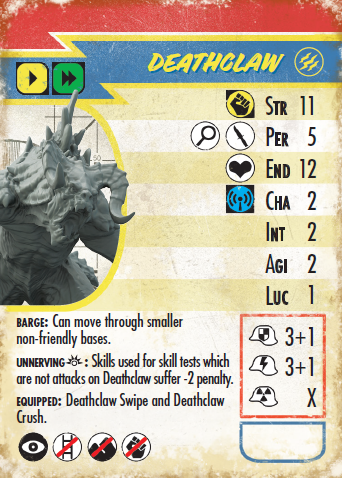 DEATHCLAW
STR 11
PER 5
END 12
CHA 2
INT 2
AGI 2
LUC 1
BARGE: Can move through smaller
non-friendly bases.
UNNERVING : Skills used for skill tests which
are not attacks on Deathclaw suffer -2 penalty.
EQUIPPED: Deathclaw Swipe and Deathclaw
Crush.
3+1
3+1
X